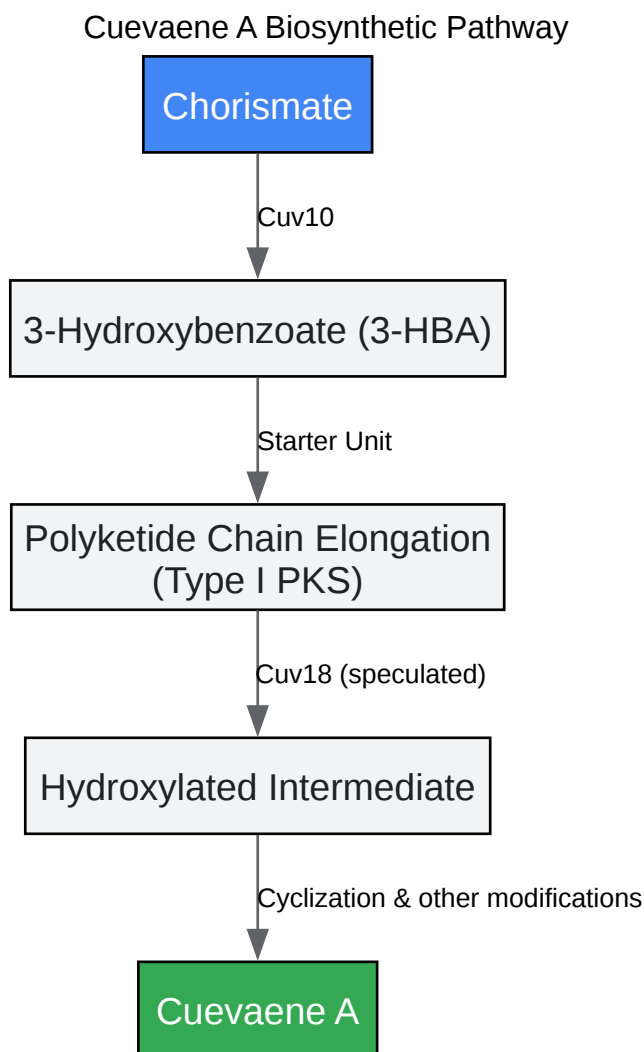 Cuevaene A Biosynthetic Pathway
Chorismate
Cuv10
3-Hydroxybenzoate (3-HBA)
Starter Unit
Polyketide Chain Elongation
(Type I PKS)
Cuv18 (speculated)
Hydroxylated Intermediate
Cyclization & other modifications
Cuevaene A